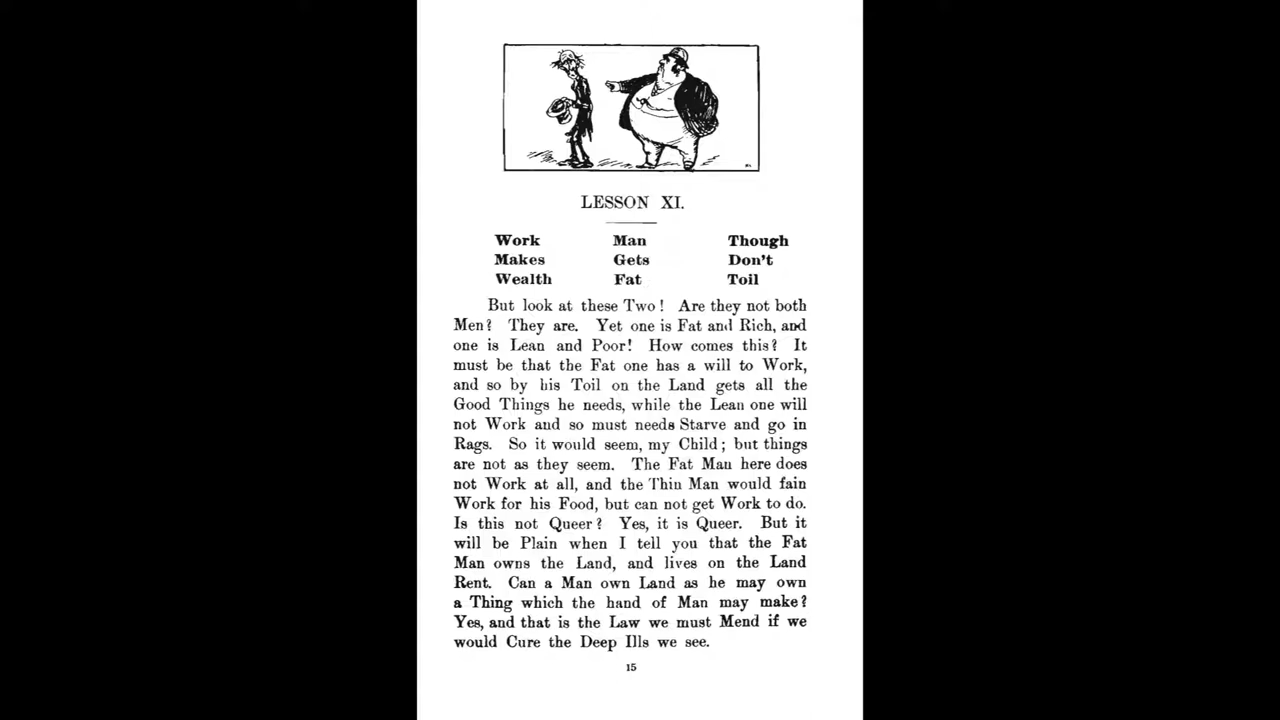 LESSON XI.
Work Man Though
Makes Gets Don't
Wealth Fat Toil
But look at these Two! Are they not both
Men? They are. Yet one is Fat and Rich, and
one is Lean and Poor! How comes this? It
must be that the Fat one has a will to Work,
and so by his Toil on the Land gets all the
Good Things he needs, while the Lean one will
not Work and so must needs Starve and go in
Rags. So it would seem, my Child; but things
are not as they seem. The Fat Man here does
not Work at all, and the Thin Man would fain
Work for his Food, but can not get Work to do.
Is this not Queer? Yes, it is Queer. But it
will be Plain when I tell you that the Fat
Man owns the Land, and lives on the Land
Rent. Can a Man own Land as he may own
a Thing which the hand of Man may make?
Yes, and that is the Law we must Mend if we
would Cure the Deep Ills we see.
15